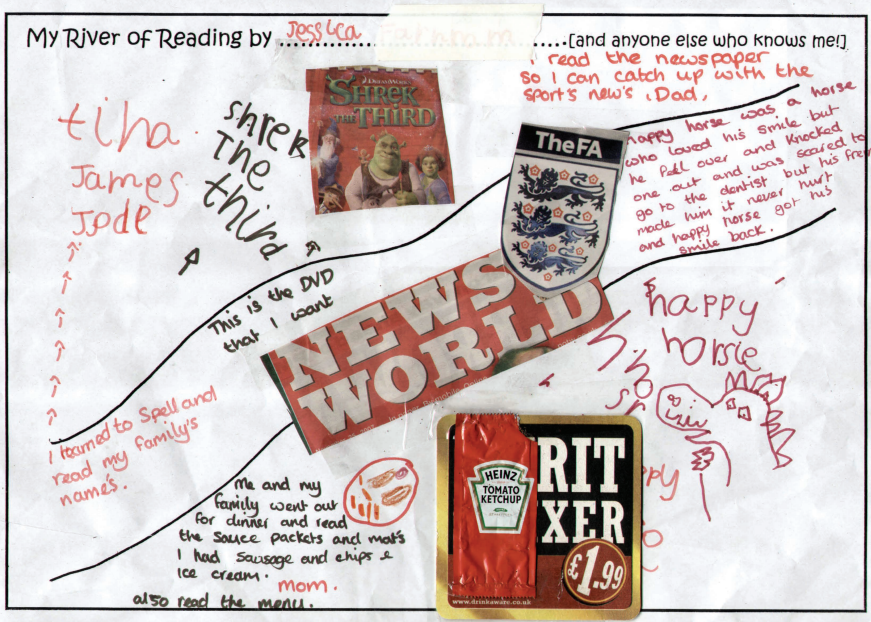 My River of Reading by Jessica ........[and anyone else who knows me!]
I read the newspaper
so I can catch up with the
sport's new's , Dad,
DREAMWORKS
SHREK
THE THIRD
Shrek
The
third
tina
James
Jode
TheFA
happy horse was a horse
who loved his smile but
he fell over and knocked
one out and was scared to
go to the dentist but his
made him it never hurt
and happy horse got his
smile back.
This is the DVD
that I want
NEWS
WORLD
happy
horsie
I learned to spell and
read my family's
name's.
Me and my
family went out
for dinner and read
the sauce packets and mats
I had sausage and chips &
ice cream.
mom.
also read the menu.
HEINZ
TOMATO
KETCHUP
RIT
XER
£1.99
www.drinkaware.co.uk